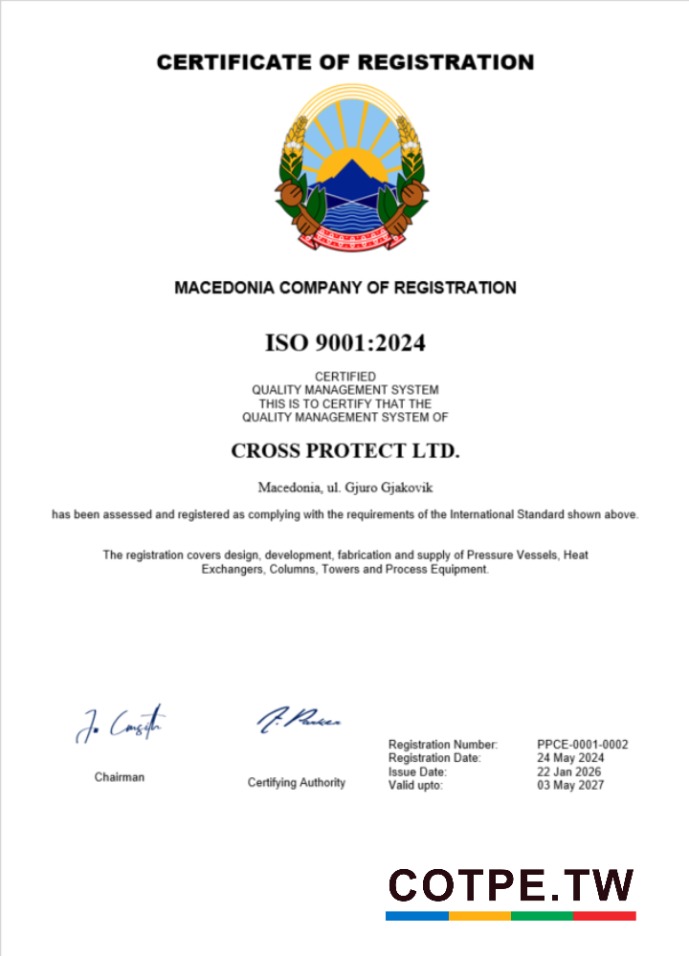 CERTIFICATE OF REGISTRATION
MACEDONIA COMPANY OF REGISTRATION
ISO 9001:2024
CERTIFIED
QUALITY MANAGEMENT SYSTEM
THIS IS TO CERTIFY THAT THE
QUALITY MANAGEMENT SYSTEM OF
CROSS PROTECT LTD.
Macedonia, ul. Gjuro Gjakovik
has been assessed and registered as complying with the requirements of the International Standard shown above.
The registration covers design, development, fabrication and supply of Pressure Vessels, Heat
Exchangers, Columns, Towers and Process Equipment.
Chairman
Certifying Authority
Registration Number: PPCE-0001-0002
Registration Date: 24 May 2024
Issue Date: 22 Jan 2026
Valid upto: 03 May 2027
COTPE.TW